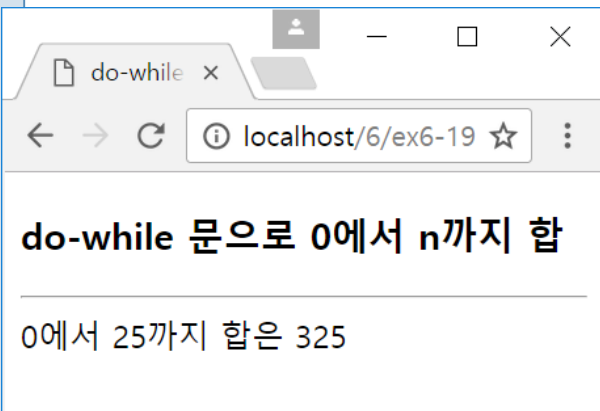 do-while
localhost/6/ex6-19
do-while 문으로 0에서 n까지 합
0에서 25까지 합은 325